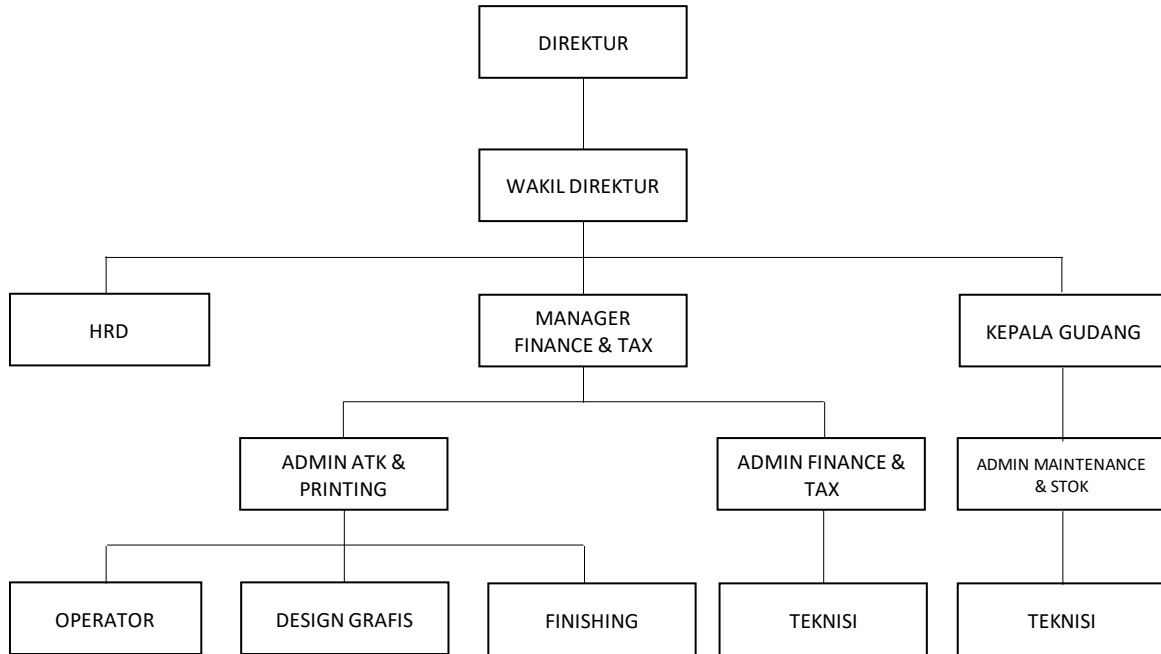 DIREKTUR
WAKIL DIREKTUR
HRD
MANAGER
FINANCE & TAX
KEPALA GUDANG
ADMIN ATK &
PRINTING
ADMIN FINANCE &
TAX
ADMIN MAINTENANCE
& STOK
OPERATOR
DESIGN GRAFIS
FINISHING
TEKNISI
TEKNISI